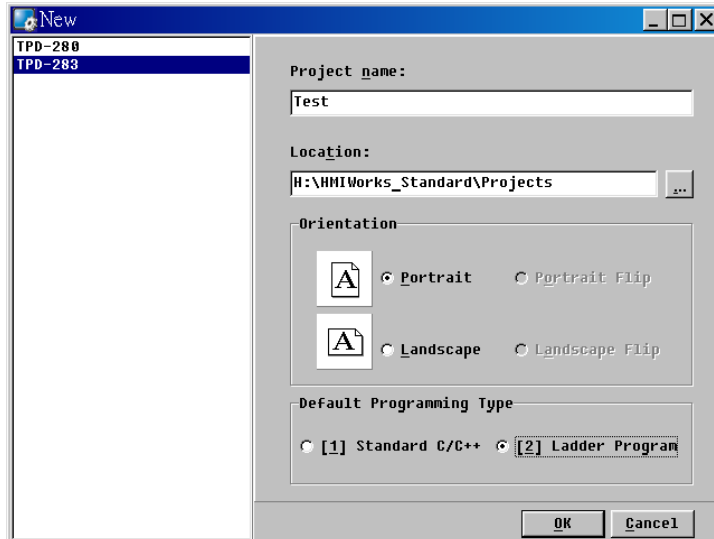 New
TPD-280
TPD-283
Project name:
Test
Location:
H:\HMIWorks_Standard\Projects
...
Orientation
A
Portrait
Portrait Flip
A
Landscape
Landscape Flip
Default Programming Type
[1] Standard C/C++
[2] Ladder Program
OK
Cancel